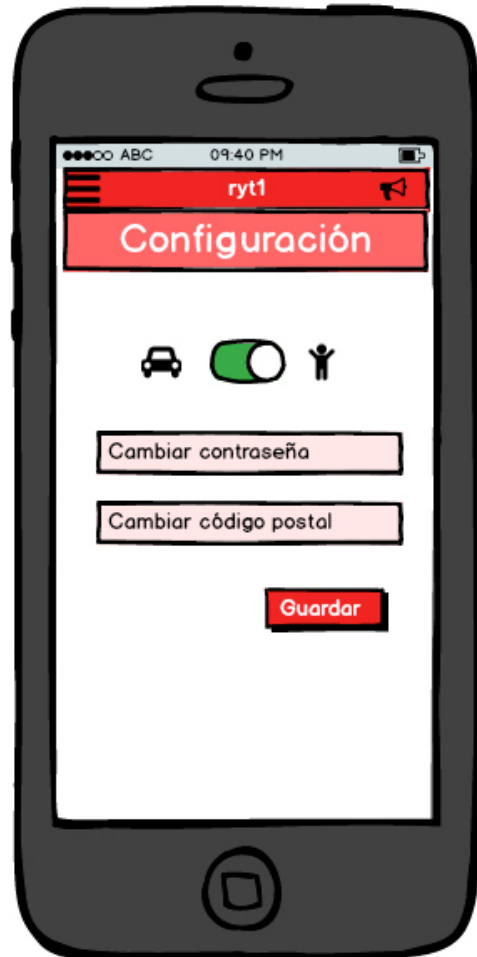 ABC 09:40 PM
ryt1
Configuración
Cambiar contraseña
Cambiar código postal
Guardar